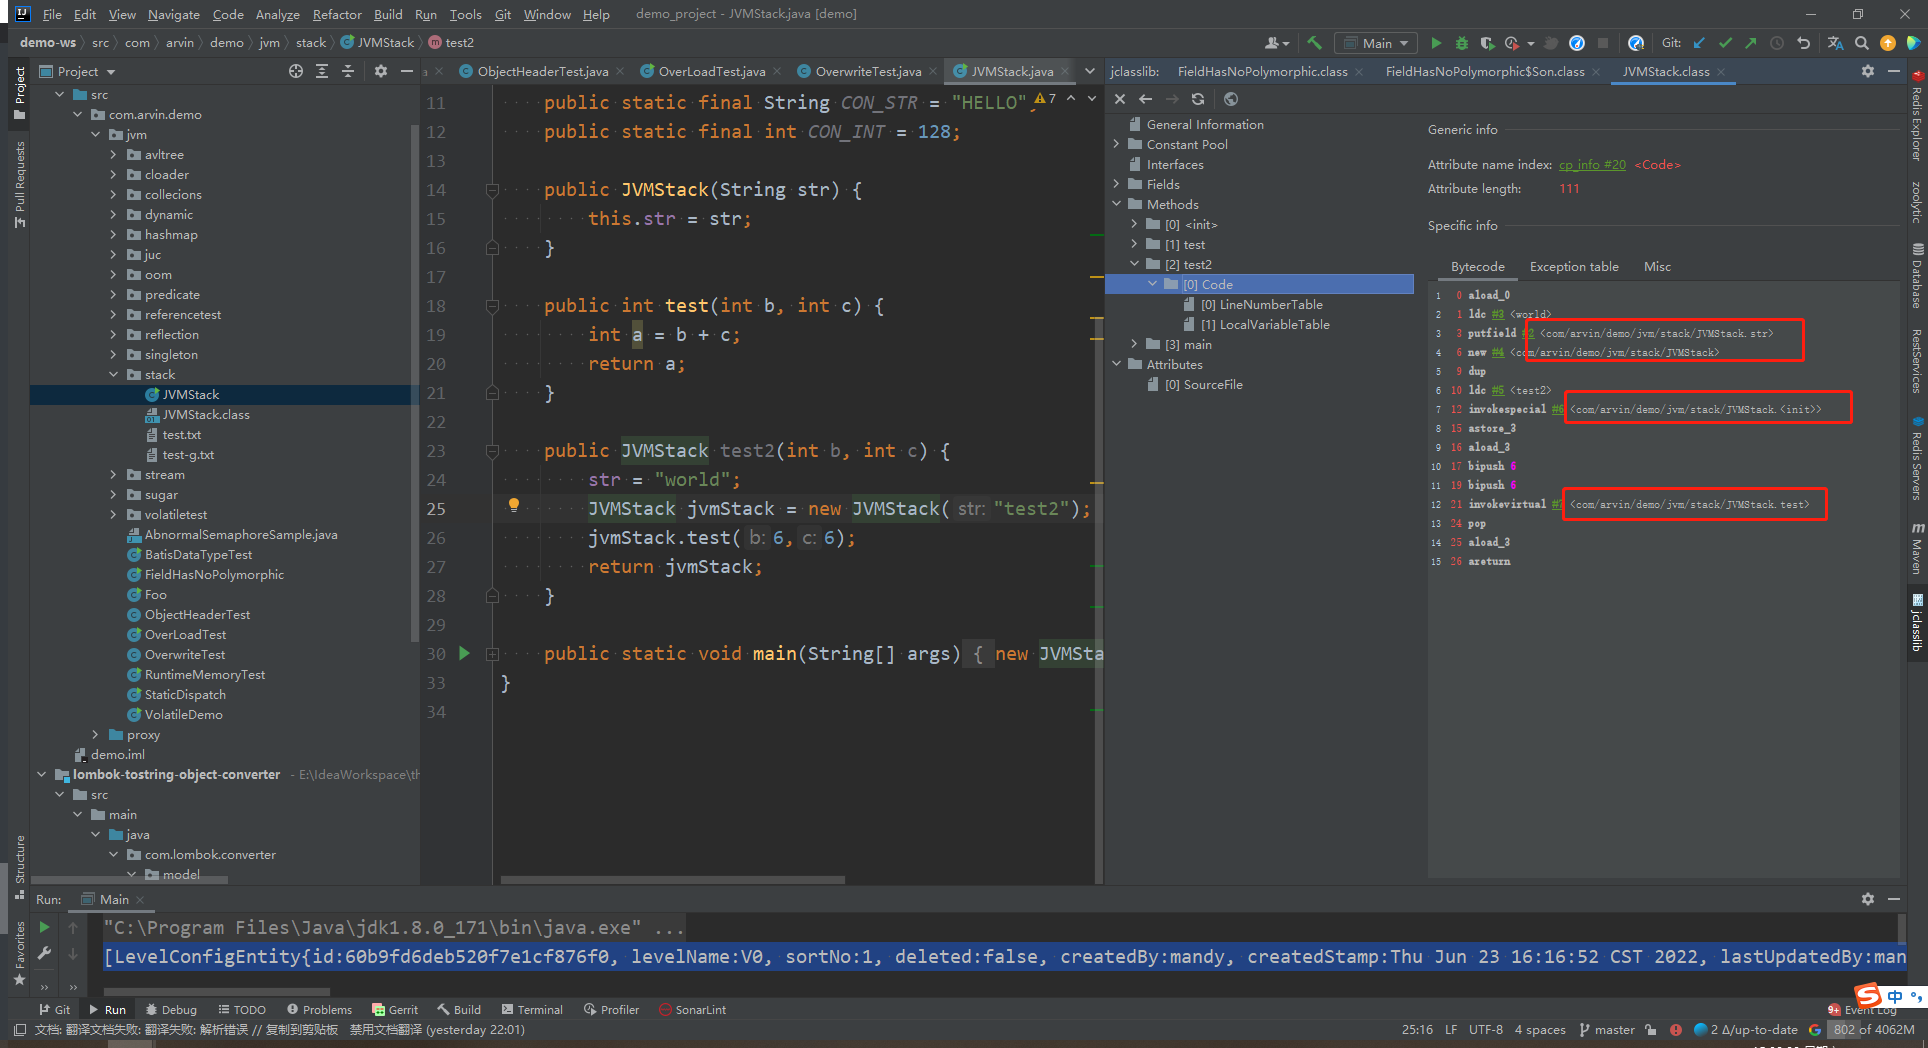 File Edit View Navigate Code Analyze Refactor Build Run Tools Git Window Help demo_project - JVMStack.java [demo]
demo-ws src com arvin demo jvm stack JVMStack test2
Main Git:
Project
ObjectHeaderTest.java OverLoadTest.java OverwriteTest.java JVMStack.java
jclasslib: FieldHasNoPolymorphic.class FieldHasNoPolymorphic$Son.class JVMStack.class
Project
Pull Requests
Structure
Favorites
src
com.arvin.demo
jvm
avltree
cloader
collecions
dynamic
hashmap
juc
oom
predicate
referencetest
reflection
singleton
stack
JVMStack
JVMStack.class
test.txt
test-g.txt
stream
sugar
volatiletest
AbnormalSemaphoreSample.java
BatisDataTypeTest
FieldHasNoPolymorphic
Foo
ObjectHeaderTest
OverLoadTest
OverwriteTest
RuntimeMemoryTest
StaticDispatch
VolatileDemo
proxy
demo.iml
lombok-tostring-object-converter - E:\IdeaWorkspace\th
src
main
java
com.lombok.converter
model
7
11 public static final String CON_STR = "HELLO";
12 public static final int CON_INT = 128;
13
14 public JVMStack(String str) {
15 this.str = str;
16 }
17
18 public int test(int b, int c) {
19 int a = b + c;
20 return a;
21 }
22
23 public JVMStack test2(int b, int c) {
24 str = "world";
25 JVMStack jvmStack = new JVMStack( str: "test2");
26 jvmStack.test( b: 6, c: 6);
27 return jvmStack;
28 }
29
30 public static void main(String[] args) { new JVMSta
33 }
34
General Information
Constant Pool
Interfaces
Fields
Methods
[0] <init>
[1] test
[2] test2
[0] Code
[0] LineNumberTable
[1] LocalVariableTable
[3] main
Attributes
[0] SourceFile
Generic info
Attribute name index: cp_info #20 <Code>
Attribute length: 111
Specific info
Bytecode Exception table Misc
1 0 aload_0
2 1 ldc #3 <world>
3 3 putfield #2 <com/arvin/demo/jvm/stack/JVMStack.str>
4 6 new #4 <com/arvin/demo/jvm/stack/JVMStack>
5 9 dup
6 10 ldc #5 <test2>
7 12 invokespecial #6 <com/arvin/demo/jvm/stack/JVMStack.<init>>
8 15 astore_3
9 16 aload_3
10 17 bipush 6
11 19 bipush 6
12 21 invokevirtual #7 <com/arvin/demo/jvm/stack/JVMStack.test>
13 24 pop
14 25 aload_3
15 26 areturn
Redis Explorer
zoolytic
Database
RestServices
Redis Servers
Maven
jclasslib
Run: Main
"C:\Program Files\Java\jdk1.8.0_171\bin\java.exe" ...
[LevelConfigEntity{id:60b9fd6deb520f7e1cf876f0, levelName:V0, sortNo:1, deleted:false, createdBy:mandy, createdStamp:Thu Jun 23 16:16:52 CST 2022, lastUpdatedBy:man
Git Run Debug TODO Problems Gerrit Build Terminal Profiler SonarLint Event Log
中
文档: 翻译文档失败: 翻译失败: 解析错误 // 复制到剪贴板 禁用文档翻译 (yesterday 22:01)
25:16 LF UTF-8 4 spaces master 2 Δ/up-to-date 802 of 4062M